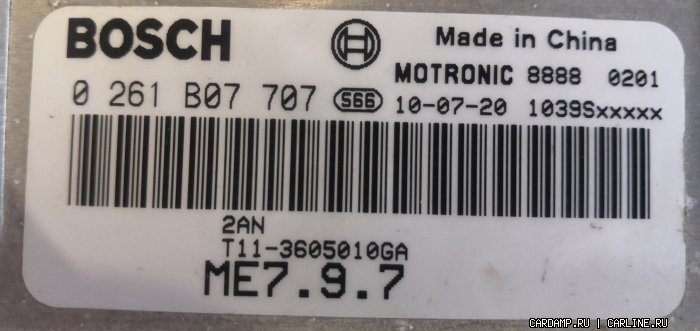 BOSCH Made in China
MOTRONIC 8888 0201
0 261 B07 707 S66 10-07-20 1039Sxxxxx
2AN
T11-3605010GA
ME7.9.7
CARDAMP.RU | CARLINE.RU